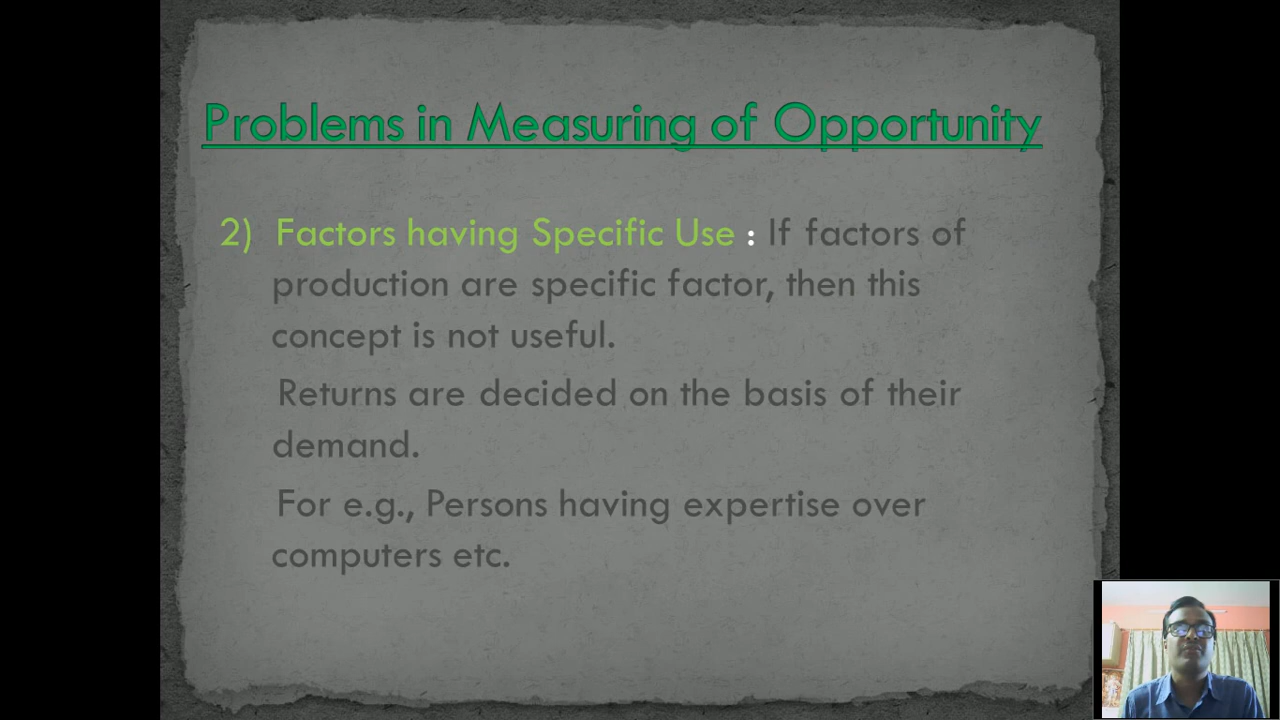 Problems in Measuring of Opportunity
2) Factors having Specific Use : If factors of
production are specific factor, then this
concept is not useful.
Returns are decided on the basis of their
demand.
For e.g., Persons having expertise over
computers etc.